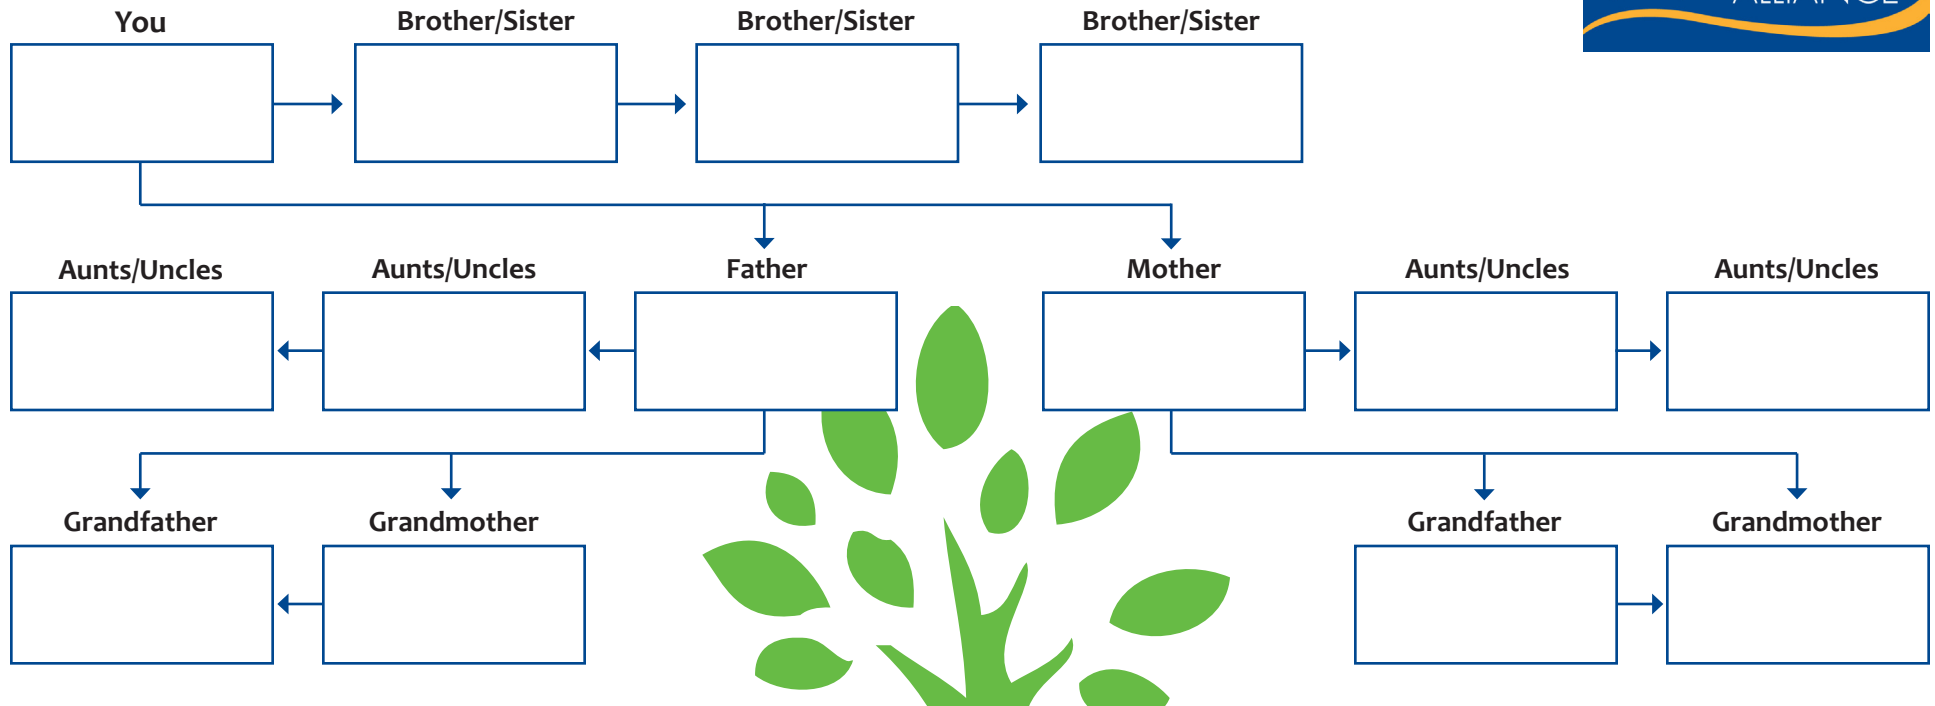 ALLIANCE
You Brother/Sister Brother/Sister Brother/Sister
Aunts/Uncles Aunts/Uncles Father Mother Aunts/Uncles Aunts/Uncles
Grandfather Grandmother Grandfather Grandmother